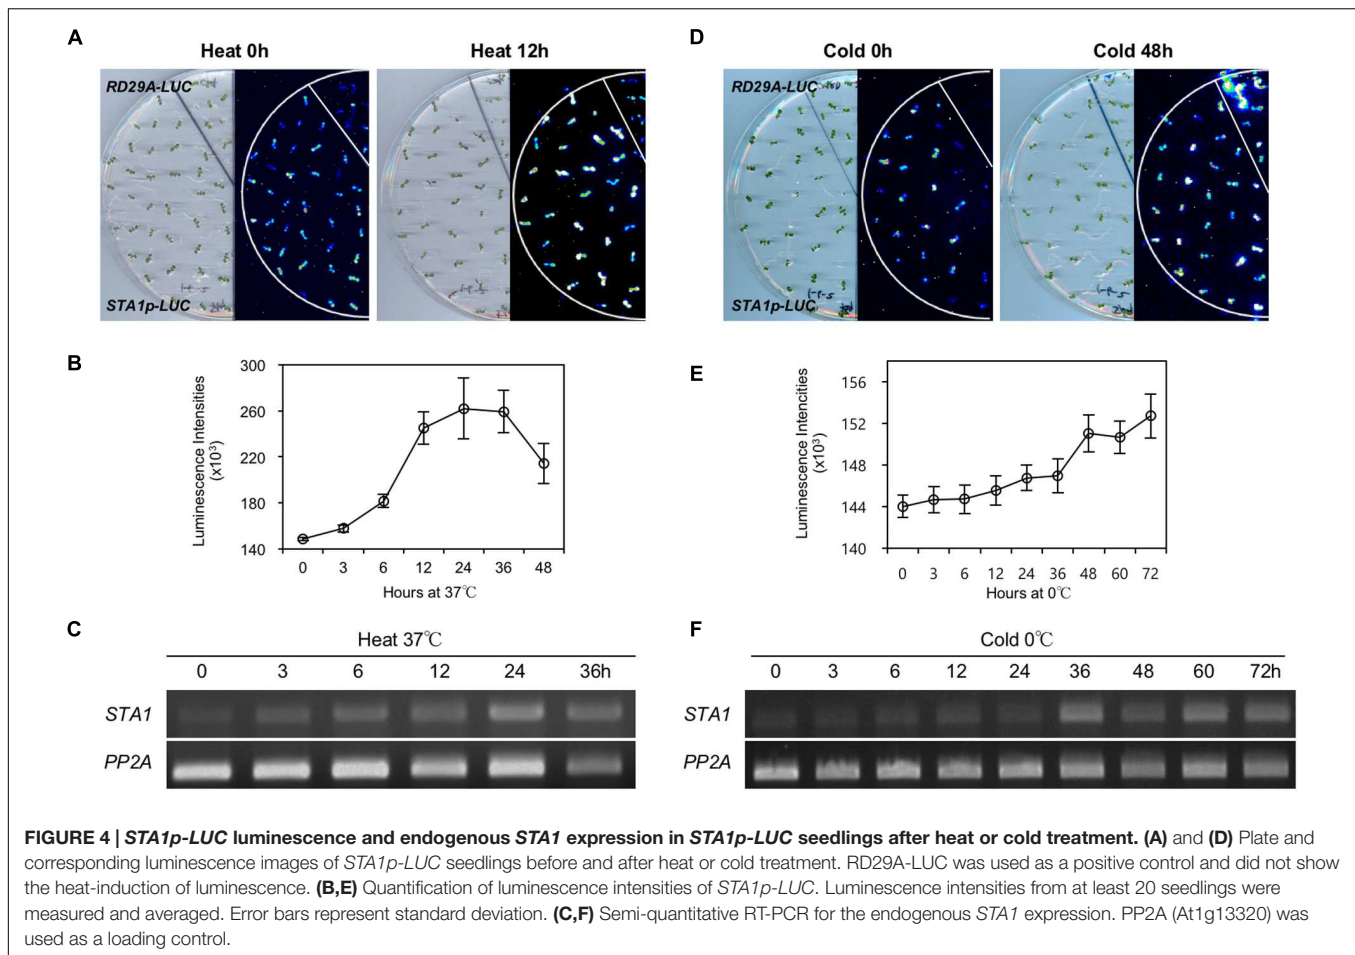 A
Heat 0h
Heat 12h
D
Cold 0h
Cold 48h
RD29A-LUC
STA1p-LUC
RD29A-LUC
STA1p-LUC
B
Luminescence Intensities
(x10³)
300
260
220
180
140
0 3 6 12 24 36 48
Hours at 37℃
E
Luminescence Intencities
(x10³)
156
152
148
144
140
0 3 6 12 24 36 48 60 72
Hours at 0℃
C
Heat 37℃
0 3 6 12 24 36h
STA1
PP2A
F
Cold 0℃
0 3 6 12 24 36 48 60 72h
STA1
PP2A
FIGURE 4 | STA1p-LUC luminescence and endogenous STA1 expression in STA1p-LUC seedlings after heat or cold treatment. (A) and (D) Plate and
corresponding luminescence images of STA1p-LUC seedlings before and after heat or cold treatment. RD29A-LUC was used as a positive control and did not show
the heat-induction of luminescence. (B,E) Quantification of luminescence intensities of STA1p-LUC. Luminescence intensities from at least 20 seedlings were
measured and averaged. Error bars represent standard deviation. (C,F) Semi-quantitative RT-PCR for the endogenous STA1 expression. PP2A (At1g13320) was
used as a loading control.